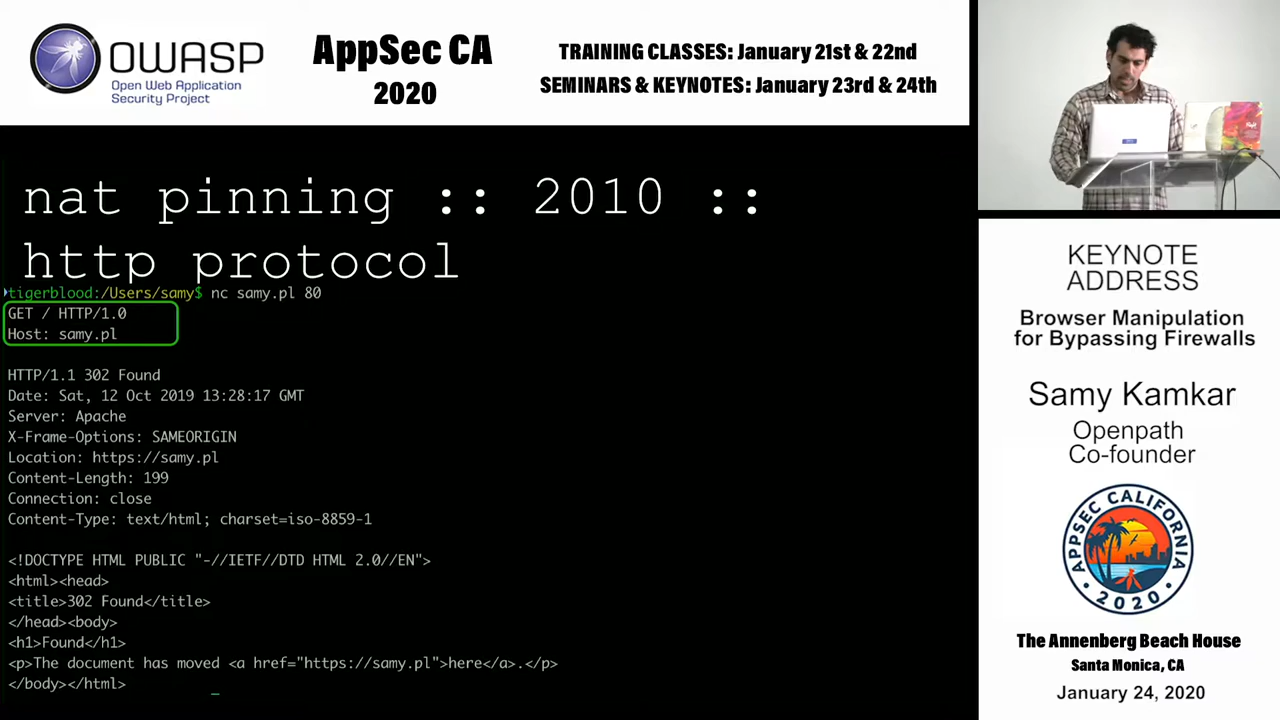 OWASP
Open Web Application
Security Project
AppSec CA
2020
TRAINING CLASSES: January 21st & 22nd
SEMINARS & KEYNOTES: January 23rd & 24th
nat pinning :: 2010 ::
http protocol
tigerblood:/Users/samy$ nc samy.pl 80
GET / HTTP/1.0
Host: samy.pl
HTTP/1.1 302 Found
Date: Sat, 12 Oct 2019 13:28:17 GMT
Server: Apache
X-Frame-Options: SAMEORIGIN
Location: https://samy.pl
Content-Length: 199
Connection: close
Content-Type: text/html; charset=iso-8859-1
<!DOCTYPE HTML PUBLIC "-//IETF//DTD HTML 2.0//EN">
<html><head>
<title>302 Found</title>
</head><body>
<h1>Found</h1>
<p>The document has moved <a href="https://samy.pl">here</a>.</p>
</body></html>
KEYNOTE
ADDRESS
Browser Manipulation
for Bypassing Firewalls
Samy Kamkar
Openpath
Co-founder
APPSEC CALIFORNIA
2020
The Annenberg Beach House
Santa Monica, CA
January 24, 2020